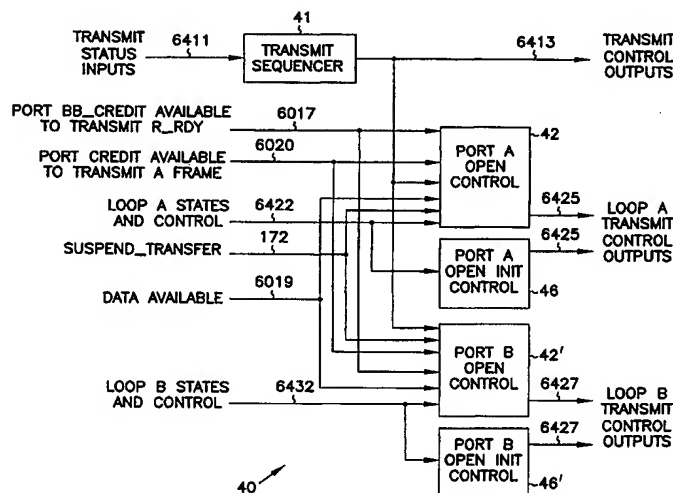 41
TRANSMIT
STATUS
INPUTS
6411
TRANSMIT
SEQUENCER
6413
TRANSMIT
CONTROL
OUTPUTS
PORT BB_CREDIT AVAILABLE
TO TRANSMIT R_RDY
6017
42
PORT CREDIT AVAILABLE
TO TRANSMIT A FRAME
6020
PORT A
OPEN
CONTROL
LOOP A STATES
AND CONTROL
6422
6425
LOOP A
TRANSMIT
CONTROL
OUTPUTS
SUSPEND_TRANSFER
172
6425
PORT A
OPEN INIT
CONTROL
46
DATA AVAILABLE
6019
PORT B
OPEN
CONTROL
42'
LOOP B STATES
AND CONTROL
6432
6427
LOOP B
TRANSMIT
CONTROL
OUTPUTS
6427
PORT B
OPEN INIT
CONTROL
46'
40